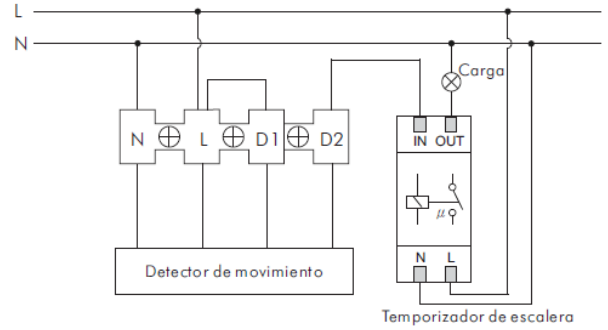 L
N
Carga
N L D1 D2
IN OUT
μ
N L
Detector de movimiento
Temporizador de escalera